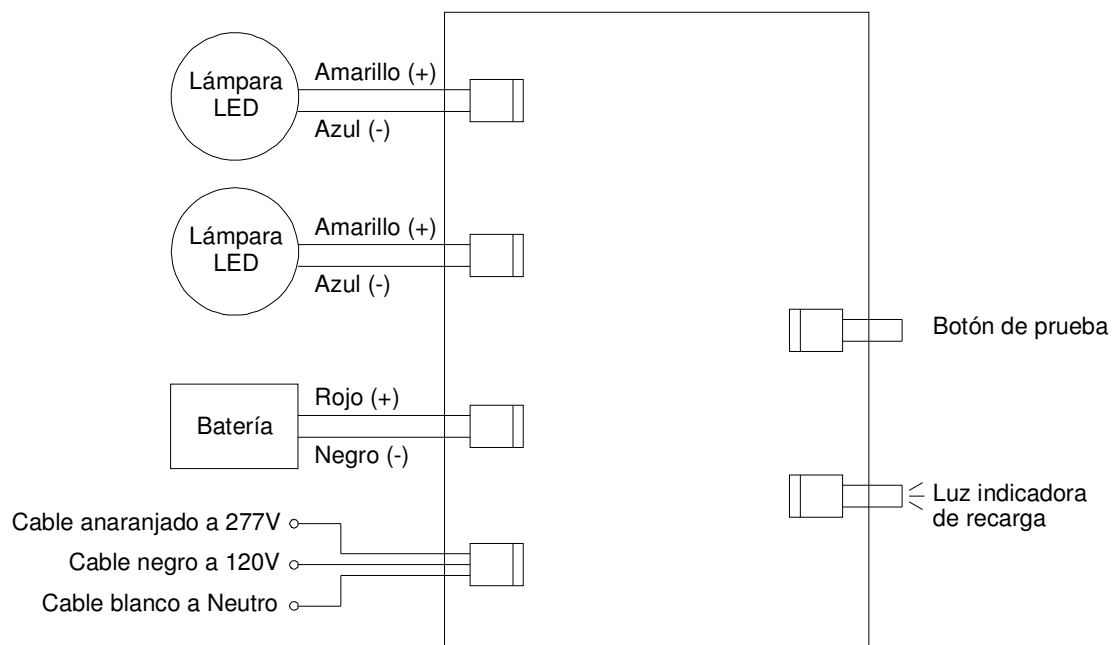 Lámpara
LED
Amarillo (+)
Azul (-)
Lámpara
LED
Amarillo (+)
Azul (-)
Botón de prueba
Batería
Rojo (+)
Negro (-)
Luz indicadora
de recarga
Cable anaranjado a 277V
Cable negro a 120V
Cable blanco a Neutro